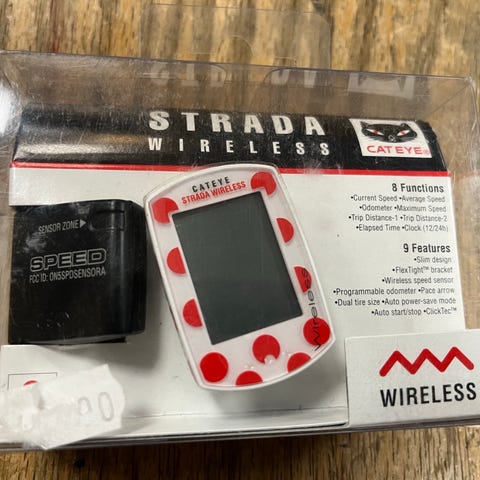 STRADA
WIRELESS
CATEYE®
8 Functions
•Current Speed •Average Speed
•Odometer •Maximum Speed
•Trip Distance-1 •Trip Distance-2
•Elapsed Time •Clock (12/24h)
9 Features
•Slim design
•FlexTight™ bracket
•Wireless speed sensor
•Programmable odometer •Pace arrow
•Dual tire size •Auto power-save mode
•Auto start/stop •ClickTec™
SENSOR ZONE
SPEED
FCC ID: ON5SPDSENSORA
CATEYE
STRADA WIRELESS
Wireless
WIRELESS